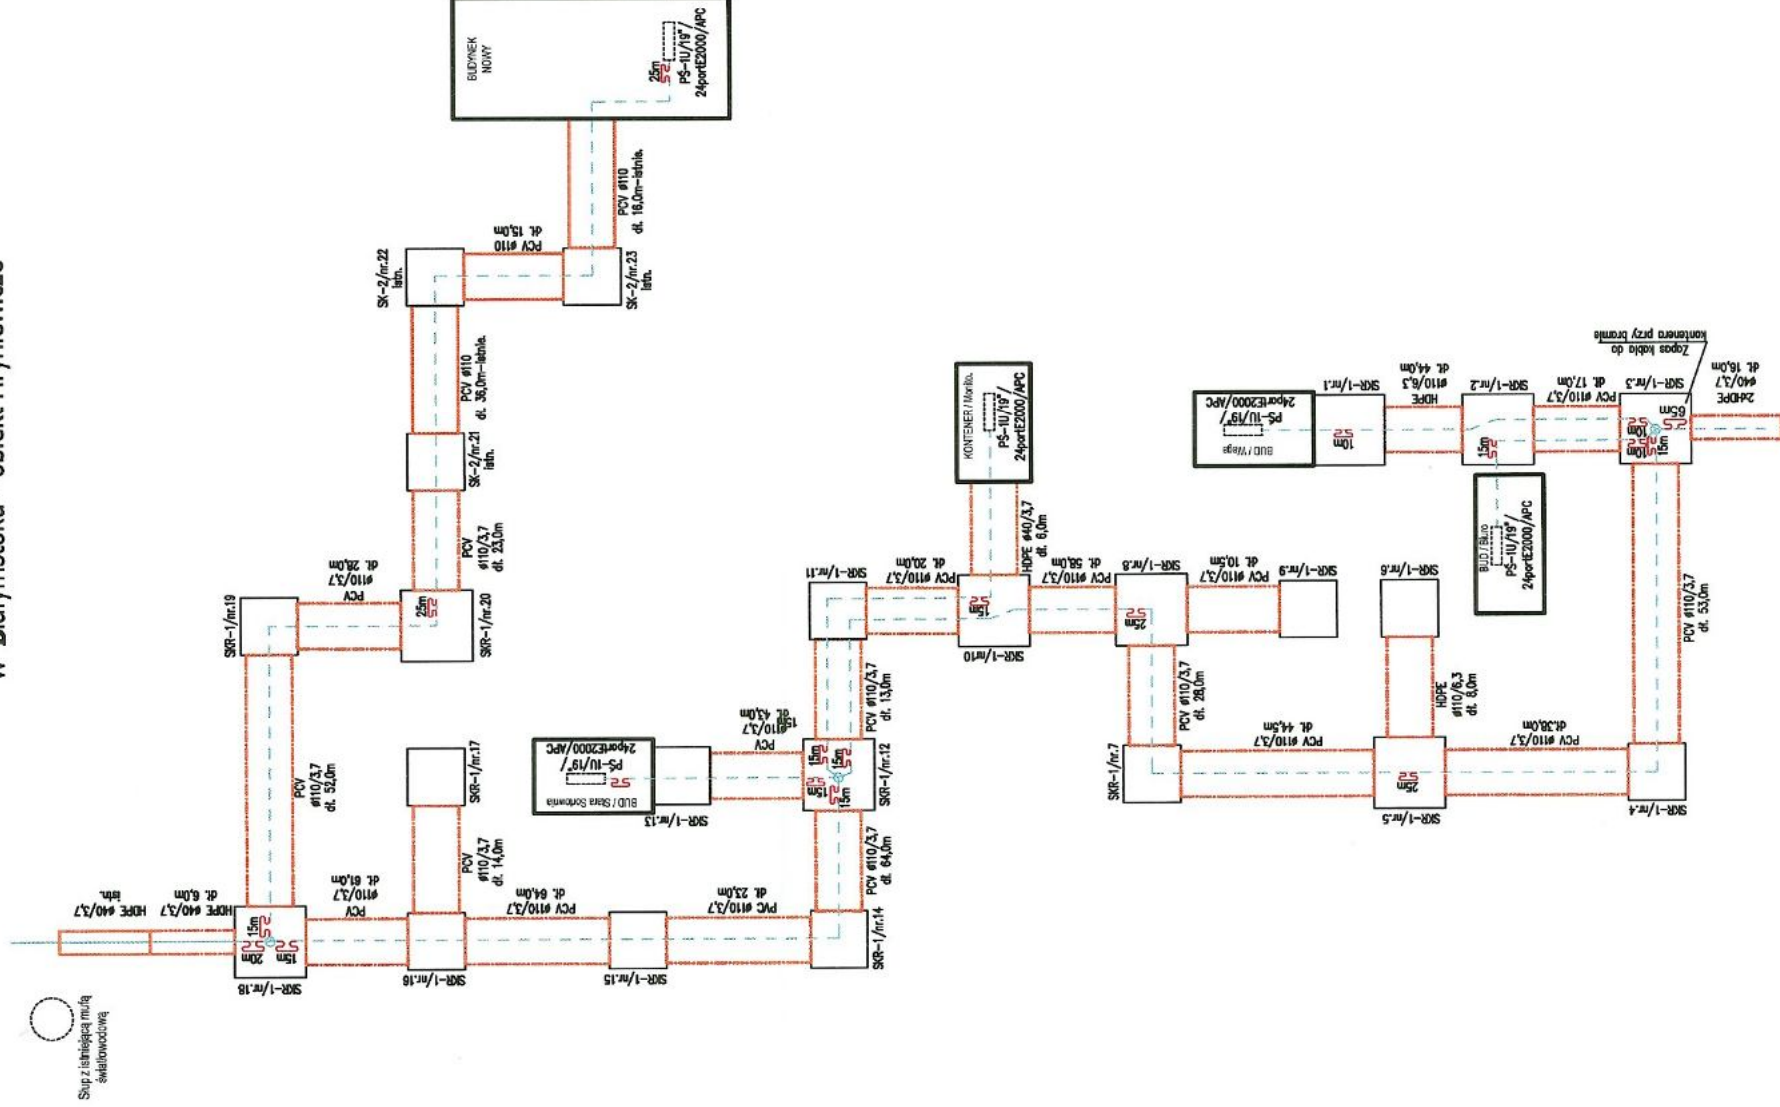 BUDYNEK
NOWY
25m
PS-1U/19"/
24portE2000/APC
PCV ø110
dł. 16,0m-istnie.
SK-2/nr.22
istn.
PCV ø110
dł. 15,0m
SK-2/nr.23
istn.
PCV ø110
dł. 36,0m-istnie.
SK-2/nr.21
istn.
PCV
ø110/3,7
dł. 23,0m
SKR-1/nr.19
PCV
ø110/3,7
dł. 28,0m
25m
SKR-1/nr.20
PCV
ø110/3,7
dł. 52,0m
HDPE ø40/3,7
istn.
HDPE ø40/3,7
dł. 6,0m
15m
20m
15m
SKR-1/nr.18
PCV
ø110/3,7
dł. 61,0m
SKR-1/nr.17
PCV
ø110/3,7
dł. 14,0m
SKR-1/nr.16
PCV ø110/3,7
dł. 64,0m
SKR-1/nr.15
PVC ø110/3,7
dł. 23,0m
SKR-1/nr.14
PCV ø110/3,7
dł. 64,0m
Słup z istniejącą mufą
światłowodową
BUD / Stara Sortownia
PS-1U/19"/
24portE2000/APC
SKR-1/nr.13
PCV
ø110/3,7
dł. 43,0m
15m
15m
15m
15m
SKR-1/nr.12
PCV ø110/3,7
dł. 13,0m
SKR-1/nr.11
PCV ø110/3,7
dł. 20,0m
KONTENER / Monito.
PS-1U/19"/
24portE2000/APC
HDPE ø40/3,7
dł. 6,0m
15m
SKR-1/nr10
PCV ø110/3,7
dł. 58,0m
SKR-1/nr.8
25m
PCV ø110/3,7
dł. 10,5m
SKR-1/nr.9
PCV ø110/3,7
dł. 28,0m
SKR-1/nr.7
PCV ø110/3,7
dł. 44,5m
SKR-1/nr.6
HDPE
ø110/6,3
dł. 8,0m
25m
SKR-1/nr.5
PCV ø110/3,7
dł.38,0m
SKR-1/nr.4
PCV ø110/3,7
dł. 53,0m
BUD / Waga
PS-1U/19"/
24portE2000/APC
10m
SKR-1/nr.1
HDPE
ø110/6,3
dł. 44,0m
SKR-1/nr.2
15m
BUD / Biuro
PS-1U/19"/
24portE2000/APC
PCV ø110/3,7
dł. 17,0m
SKR-1/nr.3
10m
10m
15m
65m
Zapas kabla do
kontenera przy bramie
2xHDPE
ø40/3,7
dł. 16,0m